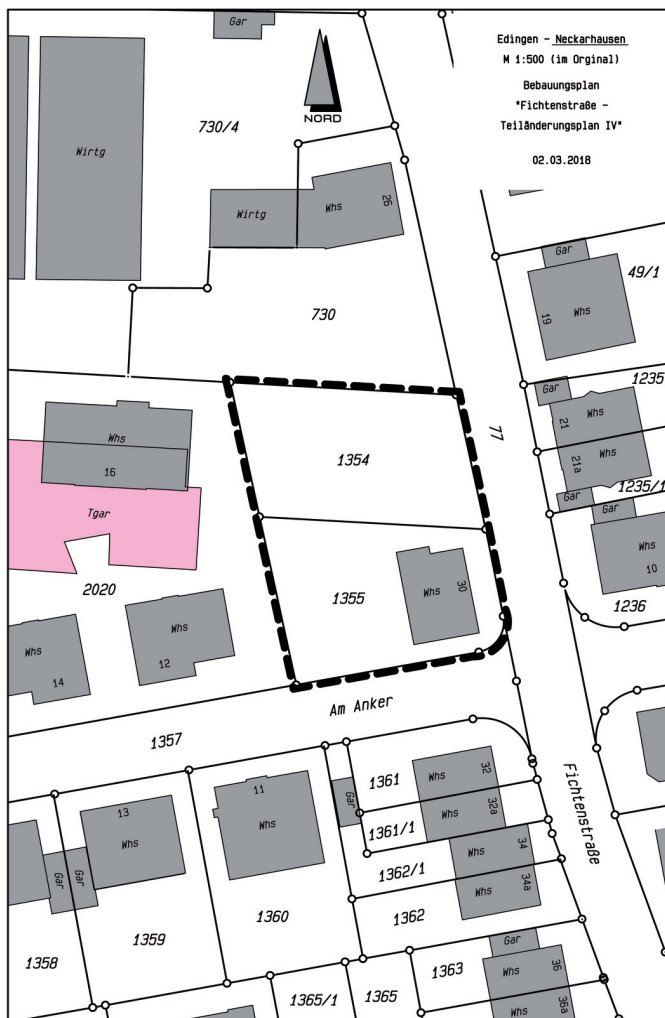 Edingen - Neckarhausen
M 1:500 (im Orginal)
Bebauungsplan
"Fichtenstraße -
Teiländerungsplan IV"
02.03.2018
Gar
NORD
730/4
Wirtg
Wirtg
Whs
26
730
Gar
49/1
19
Whs
1235
Gar
21
Whs
21a
Whs
1235/1
Gar
Gar
Whs
10
1236
77
1354
Whs
16
Tgar
2020
1355
Whs
30
Whs
12
Whs
14
Am Anker
1357
Fichtenstraße
1361
Whs
32
1361/1
Whs
32a
Gar
11
Whs
13
Whs
Gar
Gar
1362/1
Whs
34
1362
Whs
34a
1360
1359
1358
1363
Gar
Whs
36
Whs
36a
1365/1
1365